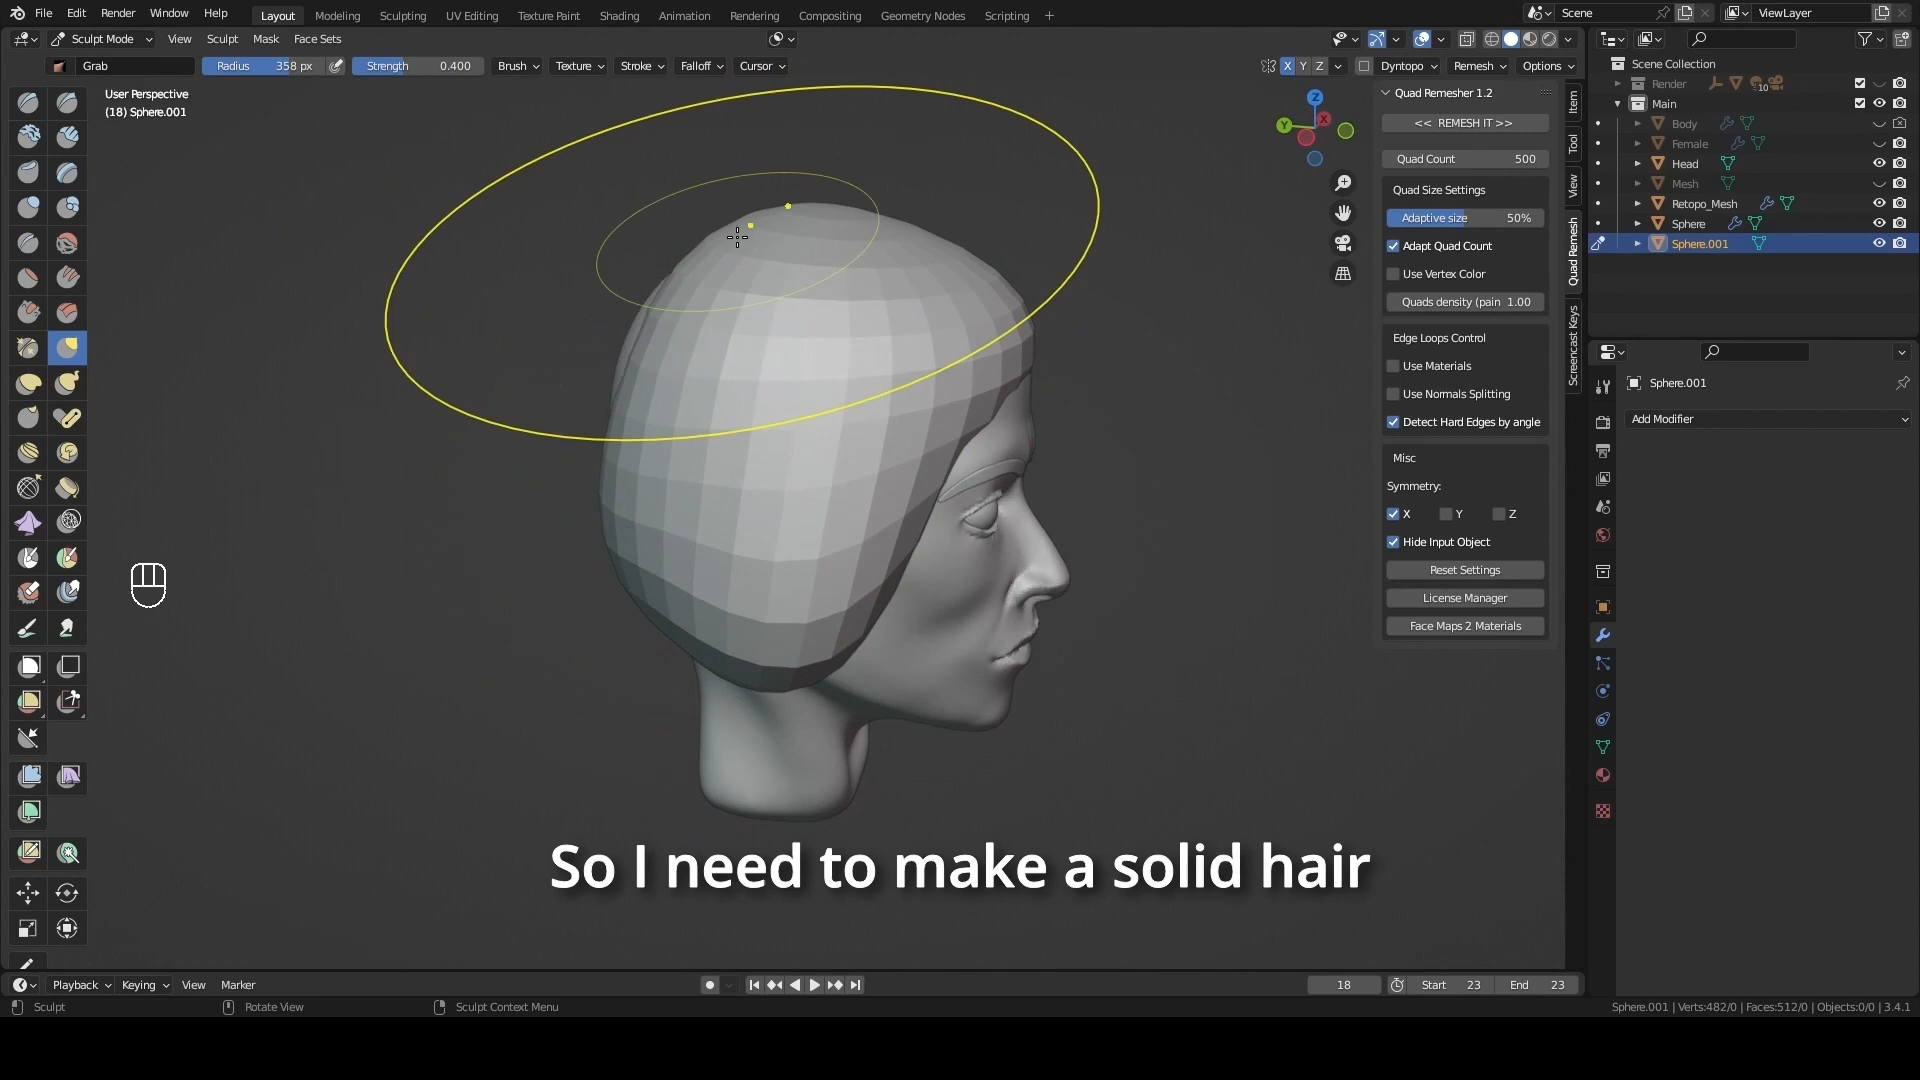 File Edit Render Window Help Layout Modeling Sculpting UV Editing Texture Paint Shading Animation Rendering Compositing Geometry Nodes Scripting + Scene ViewLayer
Sculpt Mode View Sculpt Mask Face Sets
Grab Radius 358 px Strength 0.400 Brush Texture Stroke Falloff Cursor X Y Z Dyntopo Remesh Options
User Perspective
(18) Sphere.001
Z
Y
X
Quad Remesher 1.2
<< REMESH IT >>
Quad Count 500
Quad Size Settings
Adaptive size 50%
Adapt Quad Count
Use Vertex Color
Quads density (pain 1.00
Edge Loops Control
Use Materials
Use Normals Splitting
Detect Hard Edges by angle
Misc
Symmetry:
X Y Z
Hide Input Object
Reset Settings
License Manager
Face Maps 2 Materials
Item
Tool
View
Quad Remesh
Screencast Keys
Scene Collection
Render 10
Main
Body
Female
Head
Mesh
Retopo_Mesh
Sphere
Sphere.001
Sphere.001
Add Modifier
So I need to make a solid hair
Playback Keying View Marker 18 Start 23 End 23
Sculpt Rotate View Sculpt Context Menu Sphere.001 | Verts:482/0 | Faces:512/0 | Objects:0/0 | 3.4.1